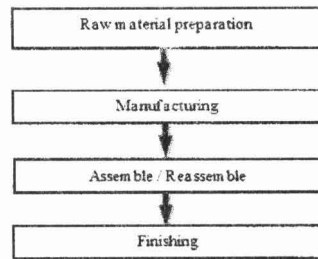 Raw material preparation
Manufacturing
Assemble / Reassemble
Finishing